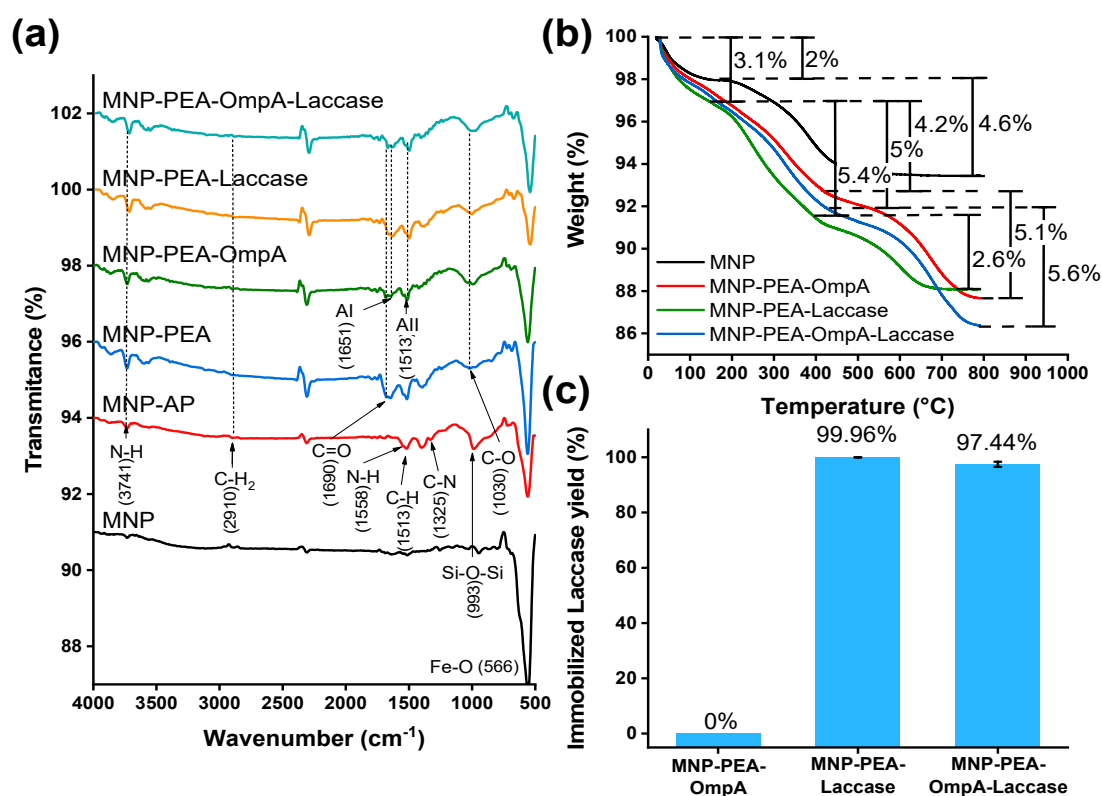 (a)
MNP-PEA-OmpA-Laccase
MNP-PEA-Laccase
MNP-PEA-OmpA
AI
(1651)
AII
(1513)
MNP-PEA
MNP-AP
N-H
(3741)
C-H2
(2910)
C=O
(1690)
N-H
(1558)
C-H
(1513)
C-N
(1325)
C-O
(1030)
MNP
Si-O-Si
(993)
Fe-O (566)
Transmitance (%)
102
100
98
96
94
92
90
88
4000 3500 3000 2500 2000 1500 1000 500
Wavenumber (cm-1)
(b)
Weight (%)
100
98
96
94
92
90
88
86
3.1%
2%
4.2%
4.6%
5%
5.4%
5.1%
2.6%
5.6%
MNP
MNP-PEA-OmpA
MNP-PEA-Laccase
MNP-PEA-OmpA-Laccase
0 100 200 300 400 500 600 700 800 900 1000
Temperature (°C)
(c)
Immobilized Laccase yield (%)
100
80
60
40
20
0
0%
99.96%
97.44%
MNP-PEA-
OmpA
MNP-PEA-
Laccase
MNP-PEA-
OmpA-Laccase